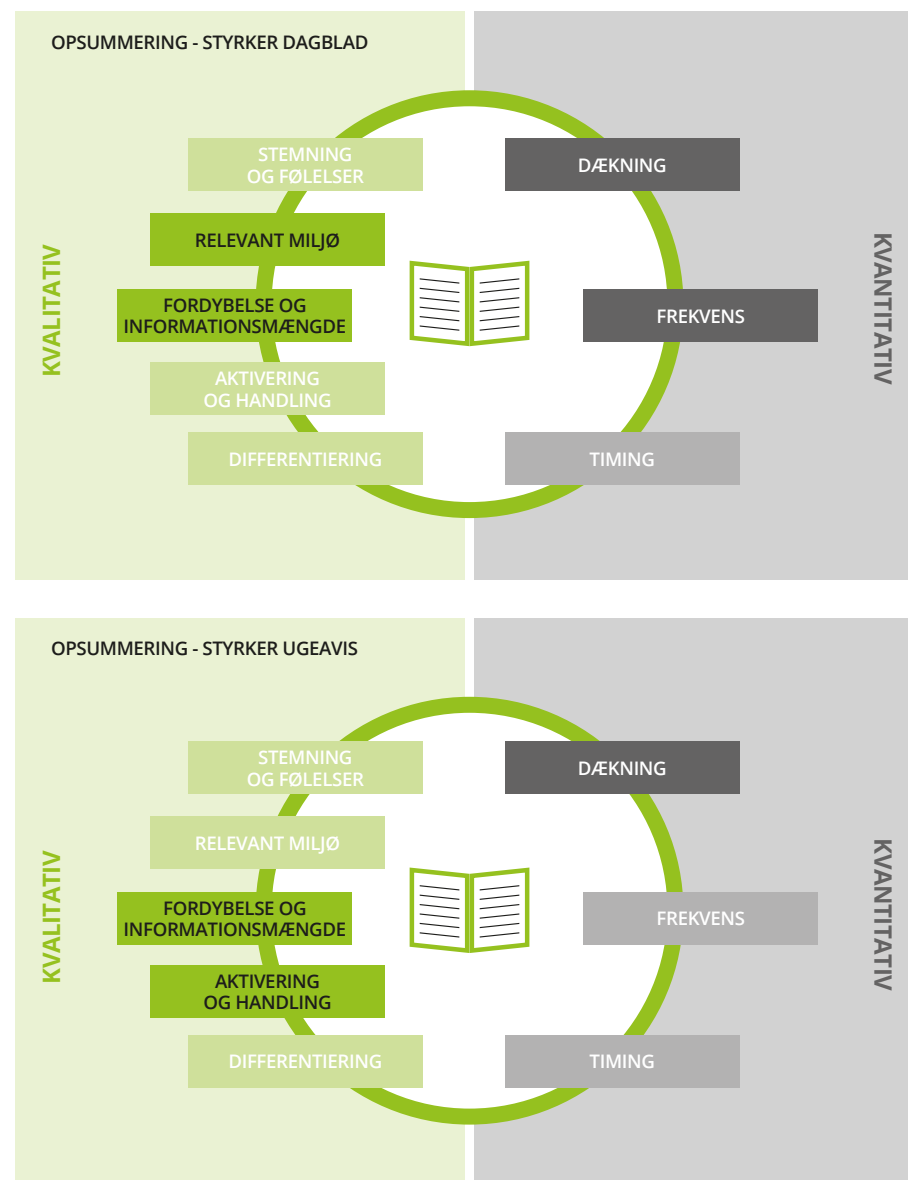 OPSUMMERING - STYRKER DAGBLAD
KVALITATIV
STEMNING
OG FØLELSER
RELEVANT MILJØ
FORDYBELSE OG
INFORMATIONSMÆNGDE
AKTIVERING
OG HANDLING
DIFFERENTIERING
DÆKNING
FREKVENS
TIMING
KVANTITATIV
OPSUMMERING - STYRKER UGEAVIS
KVALITATIV
STEMNING
OG FØLELSER
RELEVANT MILJØ
FORDYBELSE OG
INFORMATIONSMÆNGDE
AKTIVERING
OG HANDLING
DIFFERENTIERING
DÆKNING
FREKVENS
TIMING
KVANTITATIV